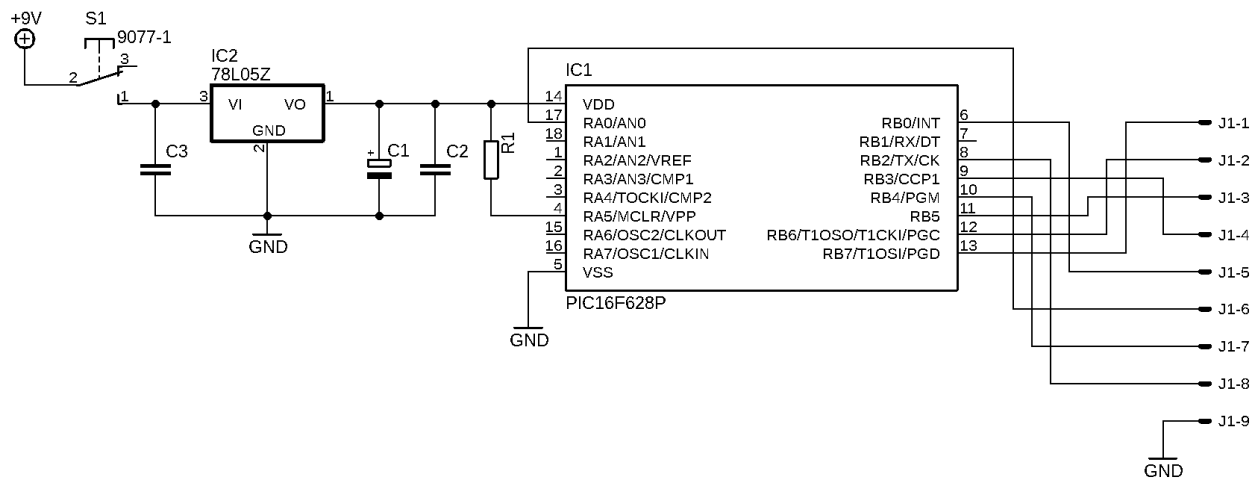 +9V
S1
9077-1
3
2
1
IC2
78L05Z
3
VI
VO
1
GND
2
C3
+
C1
C2
R1
GND
IC1
14
VDD
17
RA0/AN0
18
RA1/AN1
1
RA2/AN2/VREF
2
RA3/AN3/CMP1
3
RA4/TOCKI/CMP2
4
RA5/MCLR/VPP
15
RA6/OSC2/CLKOUT
16
RA7/OSC1/CLKIN
5
VSS
RB0/INT
6
RB1/RX/DT
7
RB2/TX/CK
8
RB3/CCP1
9
RB4/PGM
10
RB5
11
RB6/T1OSO/T1CKI/PGC
12
RB7/T1OSI/PGD
13
PIC16F628P
GND
J1-1
J1-2
J1-3
J1-4
J1-5
J1-6
J1-7
J1-8
J1-9
GND